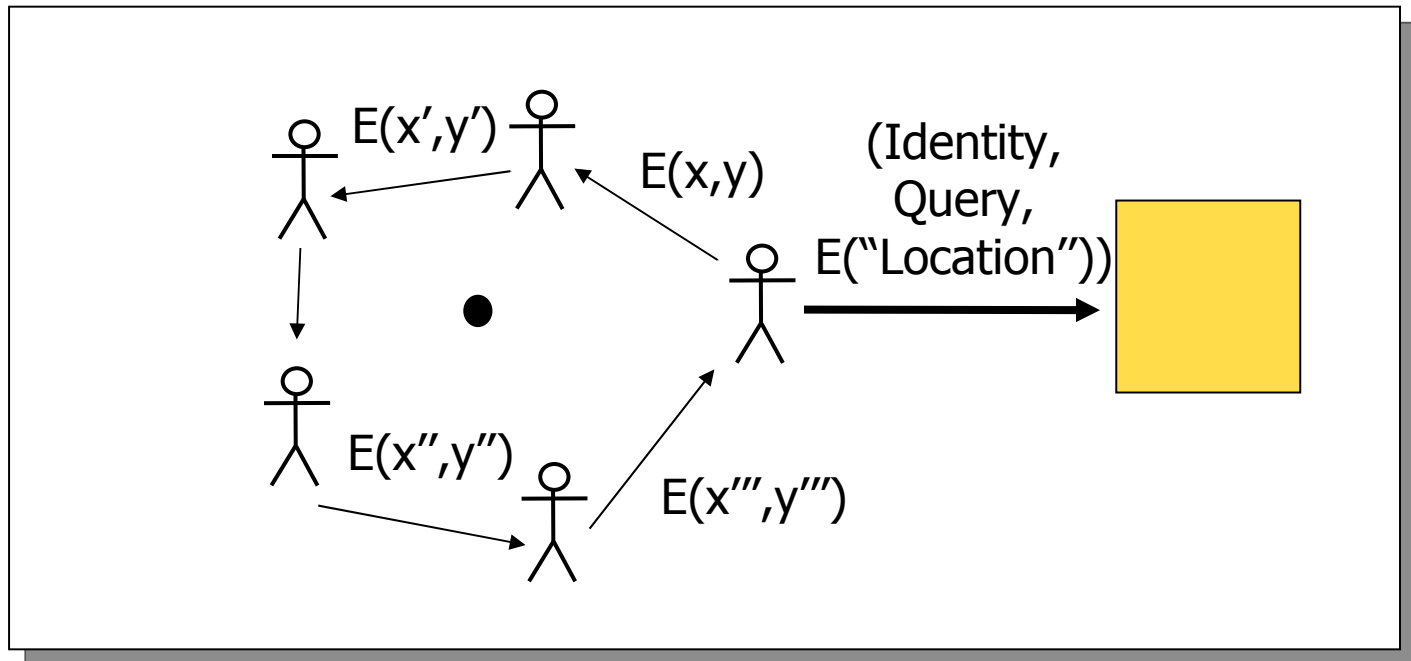 E(x′,y′)
E(x,y)
(Identity,
Query,
E(“Location”))
E(x′′,y′′)
E(x′′′,y′′′)